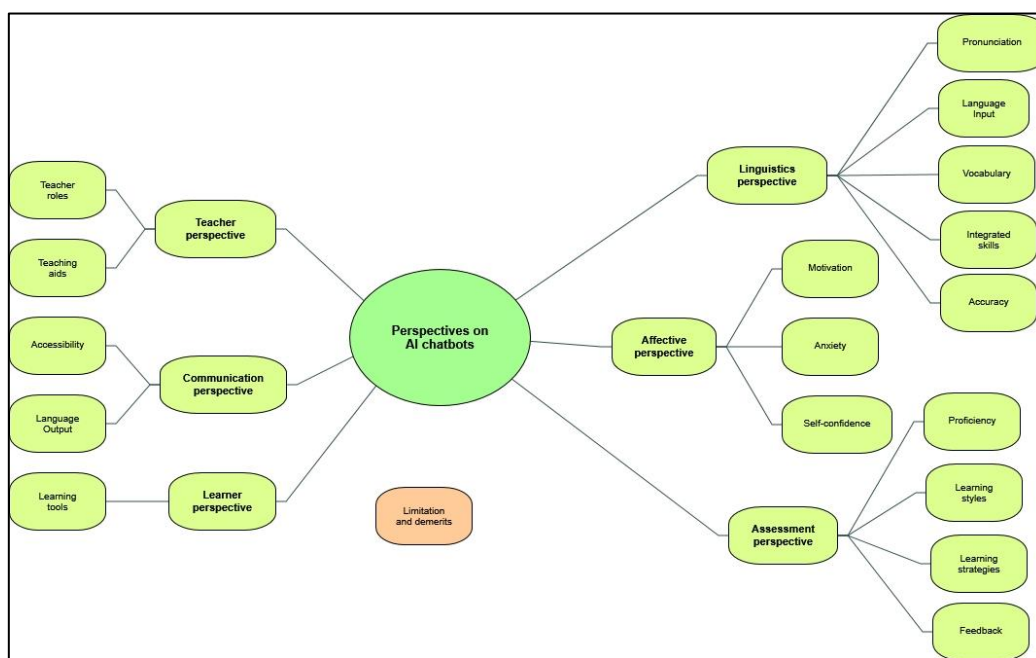 Perspectives on
AI chatbots
Teacher
perspective
Teacher
roles
Teaching
aids
Communication
perspective
Accessibility
Language
Output
Learner
perspective
Learning
tools
Limitation
and demerits
Linguistics
perspective
Pronunciation
Language
Input
Vocabulary
Integrated
skills
Accuracy
Affective
perspective
Motivation
Anxiety
Self-confidence
Assessment
perspective
Proficiency
Learning
styles
Learning
strategies
Feedback